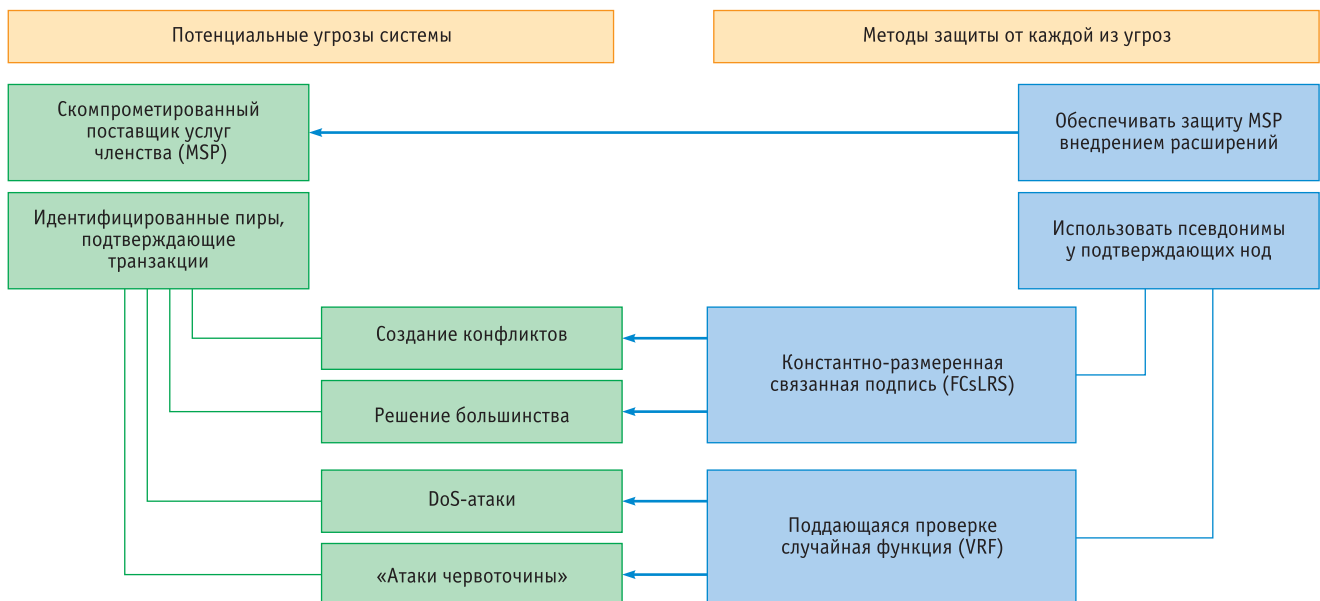 Потенциальные угрозы системы
Методы защиты от каждой из угроз
Скомпрометированный
поставщик услуг
членства (MSP)
Обеспечивать защиту MSP
внедрением расширений
Идентифицированные пиры,
подтверждающие
транзакции
Использовать псевдонимы
у подтверждающих нод
Создание конфликтов
Решение большинства
Константно-размеренная
связанная подпись (FCsLRS)
DoS-атаки
«Атаки червоточины»
Поддающаяся проверке
случайная функция (VRF)